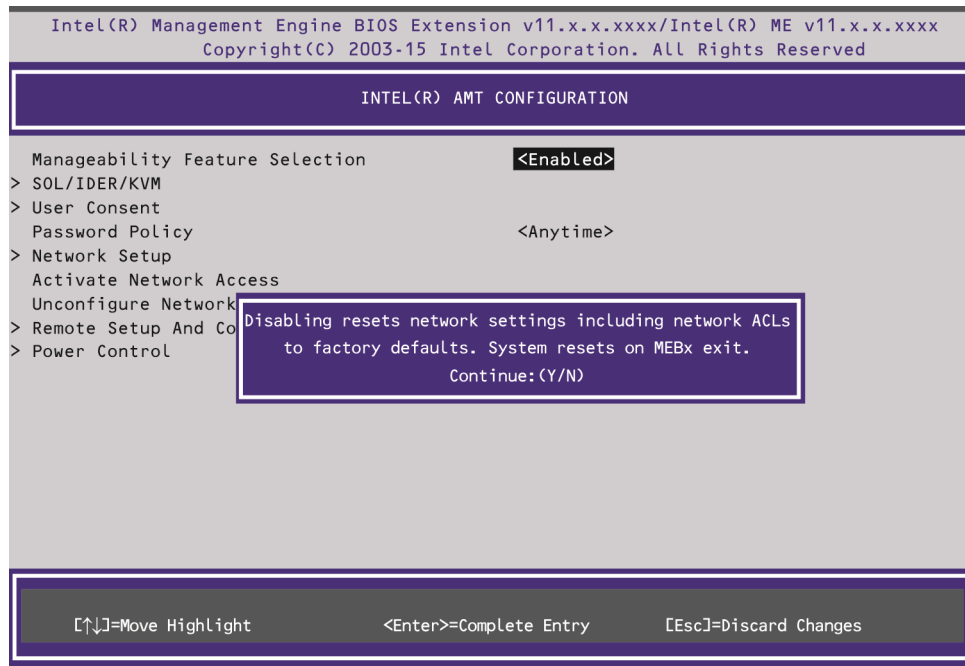 Intel(R) Management Engine BIOS Extension v11.x.x.xxxx/Intel(R) ME v11.x.x.xxxx
Copyright(C) 2003-15 Intel Corporation. All Rights Reserved
INTEL(R) AMT CONFIGURATION
Manageability Feature Selection <Enabled>
> SOL/IDER/KVM
> User Consent
Password Policy <Anytime>
> Network Setup
Activate Network Access
Unconfigure Network
> Remote Setup And Co
> Power Control
Disabling resets network settings including network ACLs
to factory defaults. System resets on MEBx exit.
Continue:(Y/N)
[↑↓]=Move Highlight <Enter>=Complete Entry [Esc]=Discard Changes